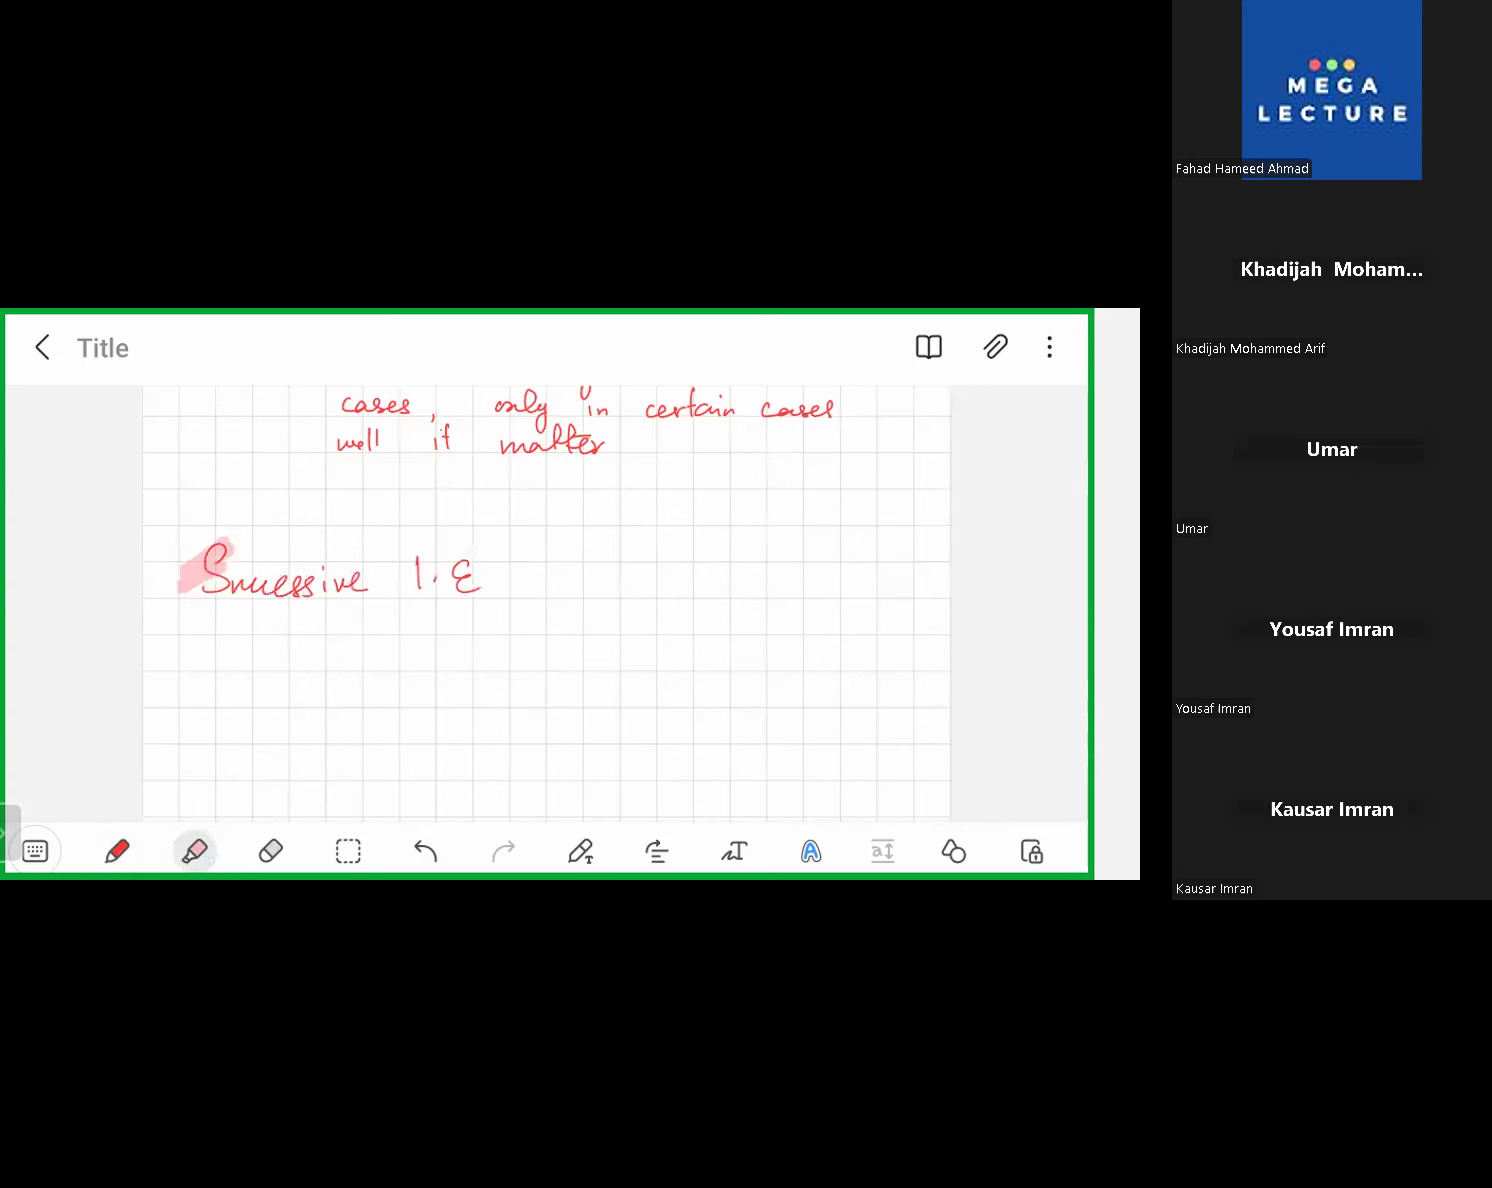 MEGA
LECTURE
Fahad Hameed Ahmad
Khadijah Moham...
Khadijah Mohammed Arif
Umar
Umar
Yousaf Imran
Yousaf Imran
Kausar Imran
Kausar Imran
Title
cases, only in certain cases
well it matter
Successive I.E